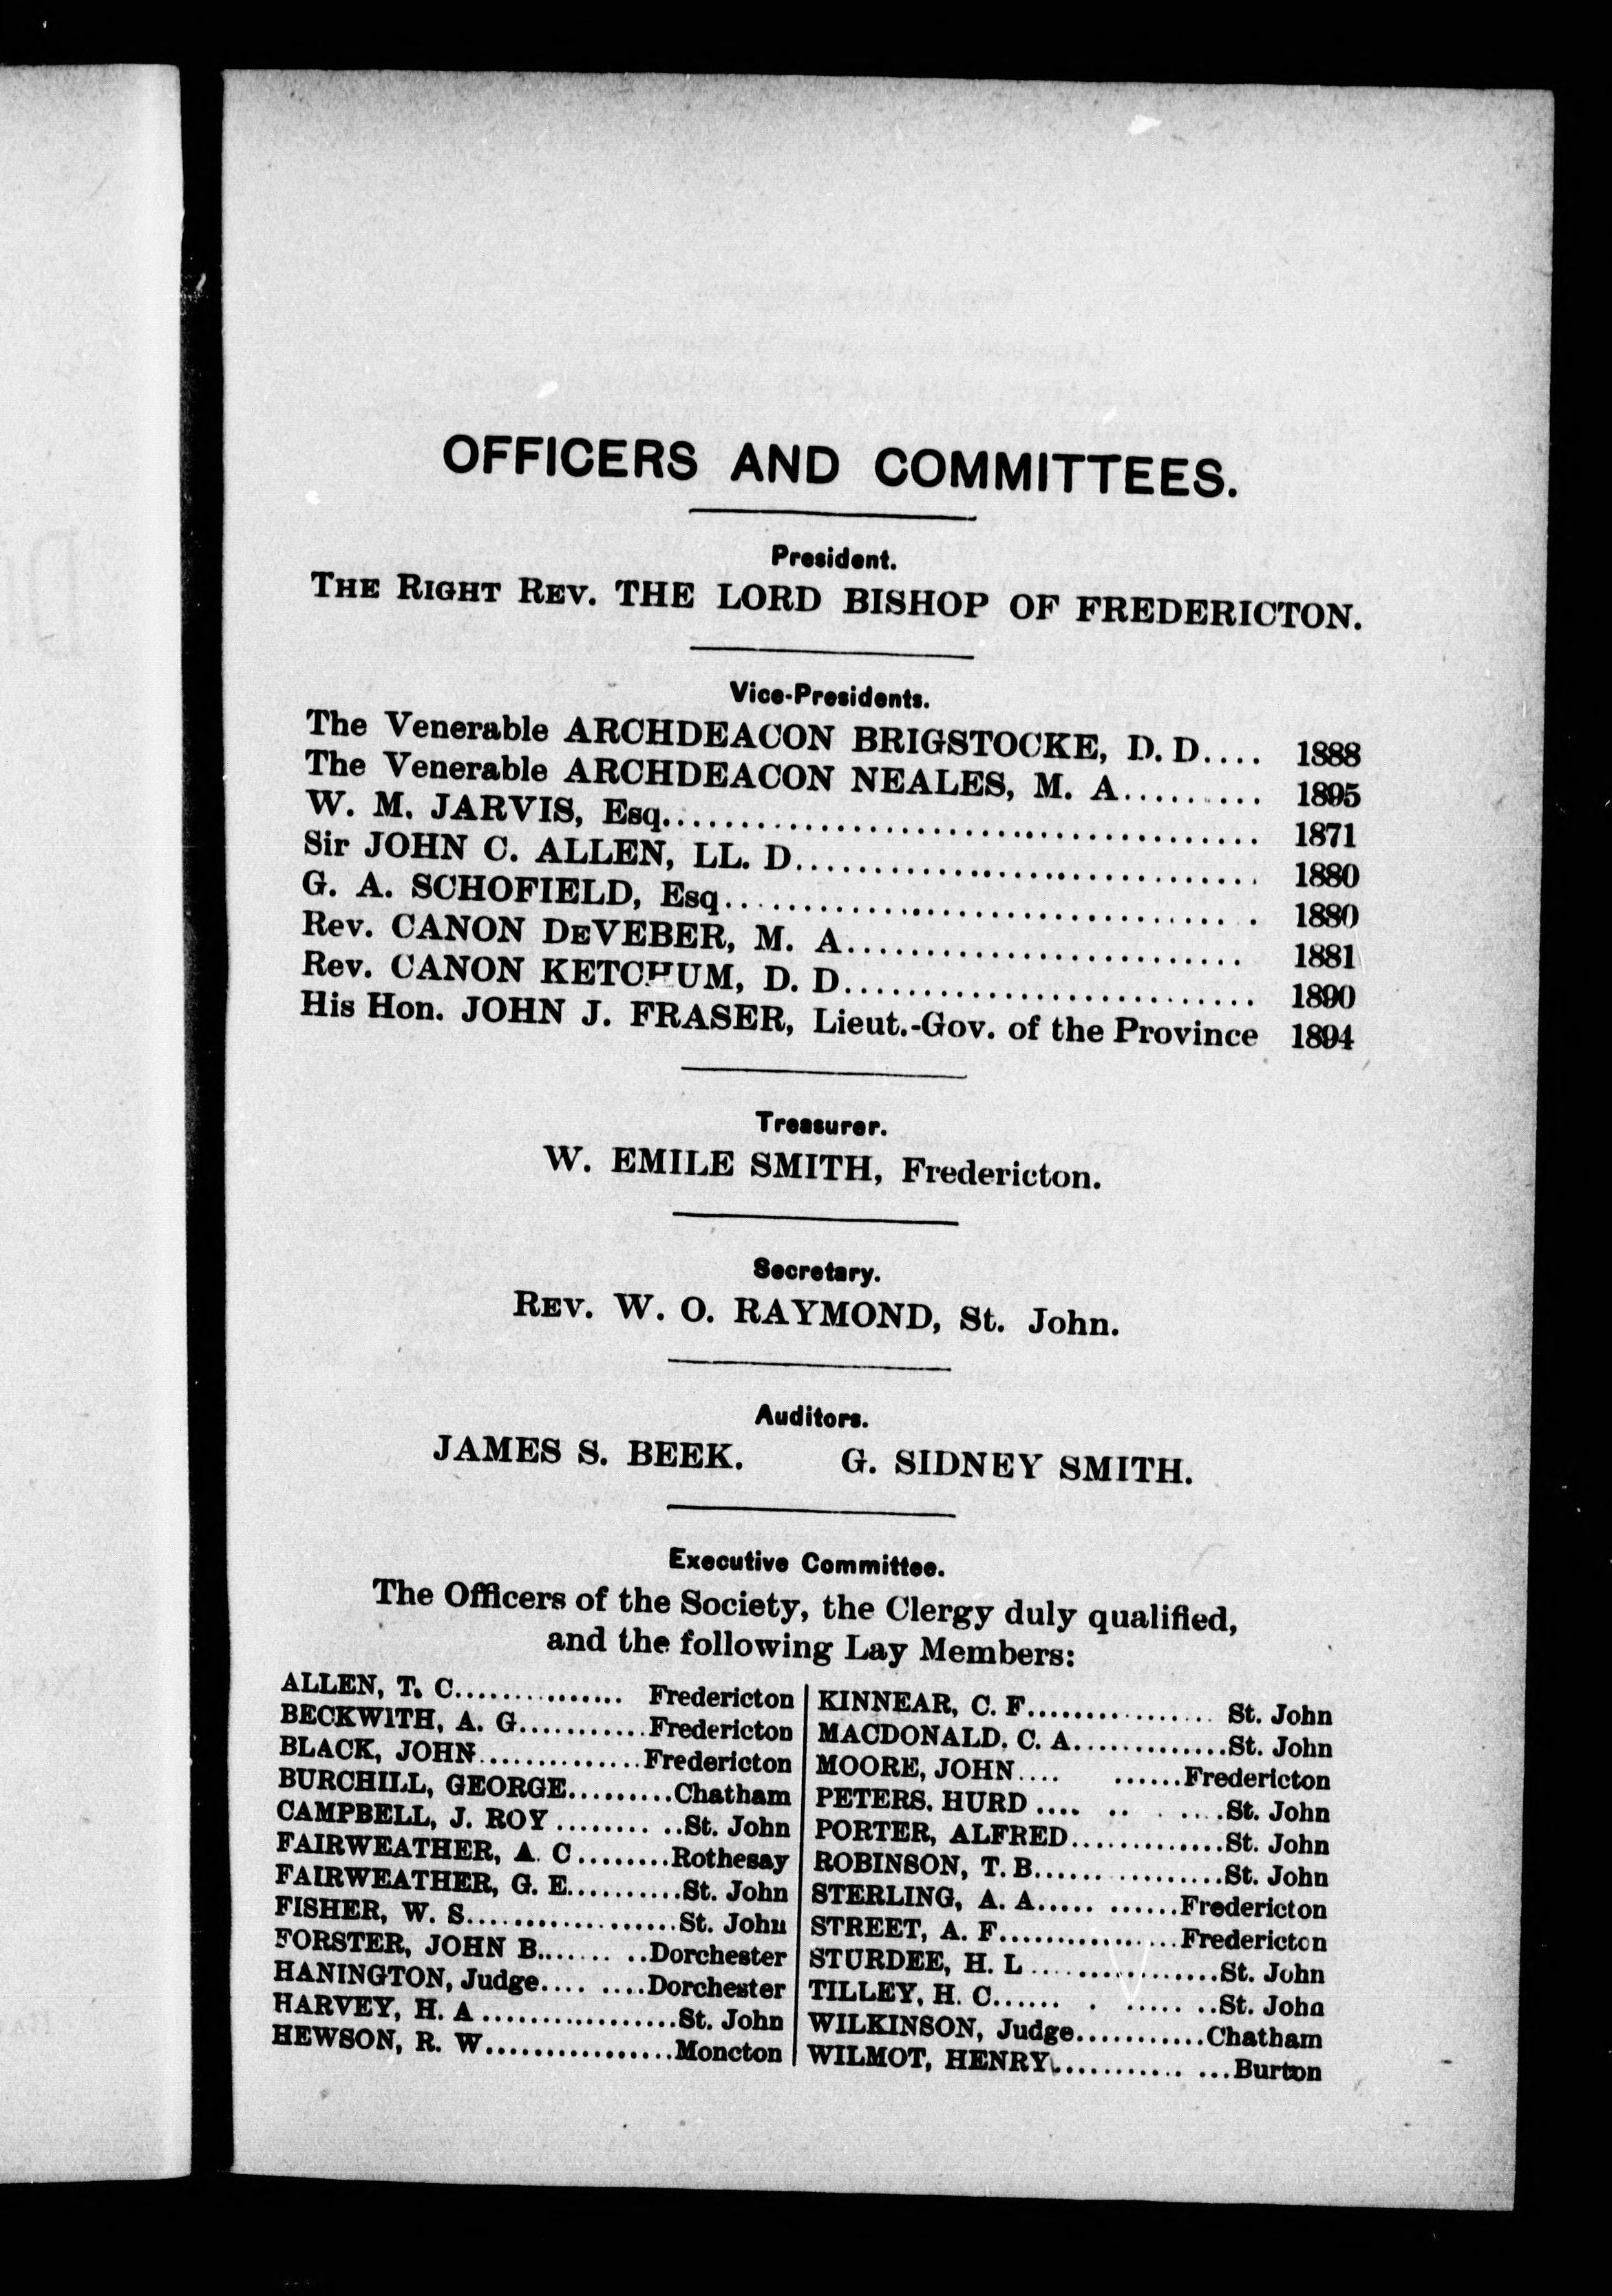 OFFICERS AND COMMITTEES.
President.
THE RIGHT REV. THE LORD BISHOP OF FREDERICTON.
Vice-Presidents.
The Venerable ARCHDEACON BRIGSTOCKE, D. D.... 1888
The Venerable ARCHDEACON NEALES, M. A......... 1895
W. M. JARVIS, Esq........................................ 1871
Sir JOHN C. ALLEN, LL. D................................ 1880
G. A. SCHOFIELD, Esq.................................... 1880
Rev. CANON DEVEBER, M. A........................... 1881
Rev. CANON KETCHUM, D. D........................... 1890
His Hon. JOHN J. FRASER, Lieut.-Gov. of the Province 1894
Treasurer.
W. EMILE SMITH, Fredericton.
Secretary.
REV. W. O. RAYMOND, St. John.
Auditors.
JAMES S. BEEK. G. SIDNEY SMITH.
Executive Committee.
The Officers of the Society, the Clergy duly qualified,
and the following Lay Members:
ALLEN, T. C............... Fredericton
BECKWITH, A. G...........Fredericton
BLACK, JOHN..............Fredericton
BURCHILL, GEORGE.........Chatham
CAMPBELL, J. ROY ..........St. John
FAIRWEATHER, A. C........Rothesay
FAIRWEATHER, G. E..........St. John
FISHER, W. S...................St. John
FORSTER, JOHN B.........Dorchester
HANINGTON, Judge........Dorchester
HARVEY, H. A .................St. John
HEWSON, R. W................Moncton
KINNEAR, C. F................ St. John
MACDONALD, C. A.............St. John
MOORE, JOHN.... ......Fredericton
PETERS, HURD .... .. ....St. John
PORTER, ALFRED.............St. John
ROBINSON, T. B...............St. John
STERLING, A. A..... ......Fredericton
STREET, A. F...............Fredericton
STURDEE, H. L ................St. John
TILLEY, H. C...... . ..... ..St. John
WILKINSON, Judge...........Chatham
WILMOT, HENRY........... ...Burton